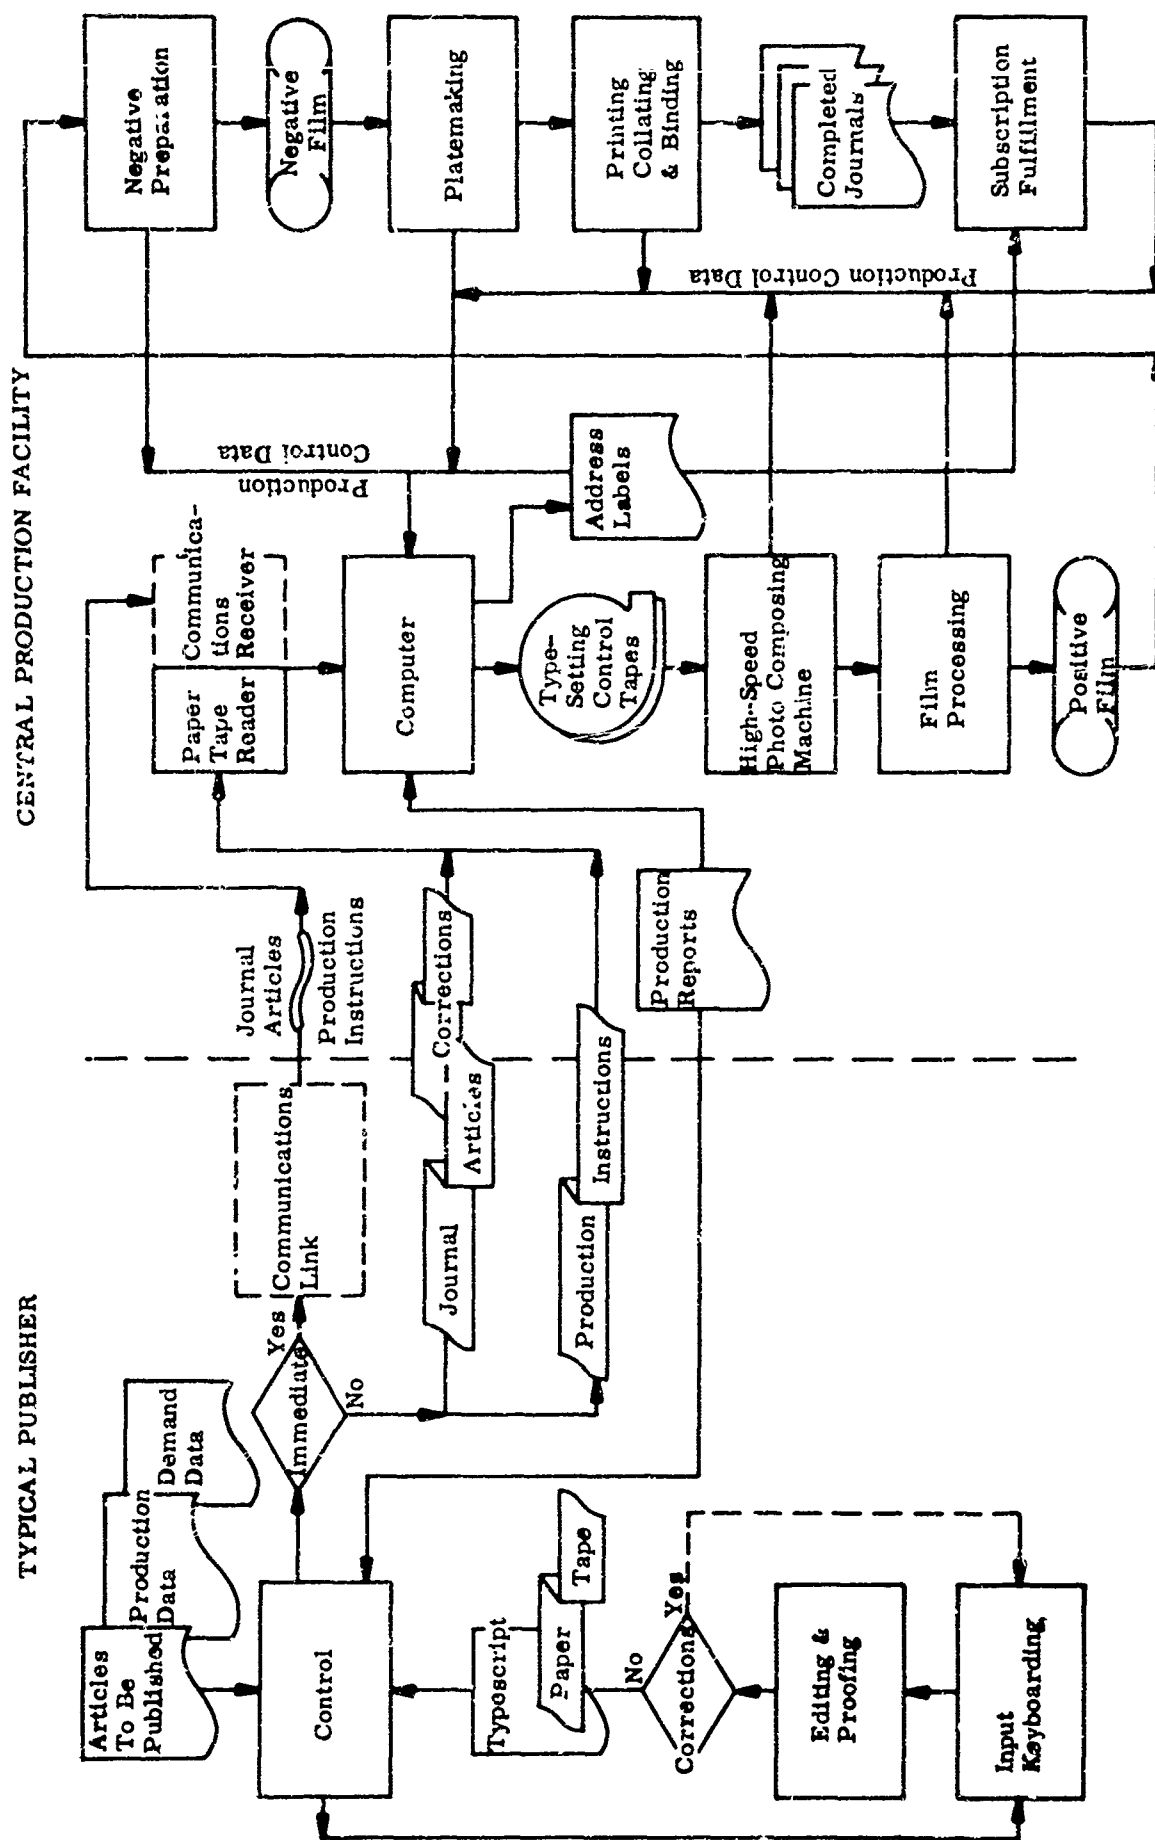 TYPICAL PUBLISHER
CENTRAL PRODUCTION FACILITY
Articles
To Be
Published
Production
Data
Demand
Data
Control
Immediate
Yes
No
Communications
Link
Journal
Articles
Production
Instructions
Typoscript
Paper
Tape
Corrections
No
Yes
Editing &
Proofing
Input
Keyboarding
Journal
Articles
Corrections
Production
Instructions
Production
Reports
Paper
Tape
Reader
Communica-
tions
Receiver
Computer
Production
Control Data
Address
Labels
Type-
Setting
Control
Tapes
High-Speed
Photo Composing
Machine
Film
Processing
Positive
Film
Negative
Preparation
Negative
Film
Platemaking
Printing
Collating
& Binding
Completed
Journals
Subscription
Fulfillment
Production Control Data